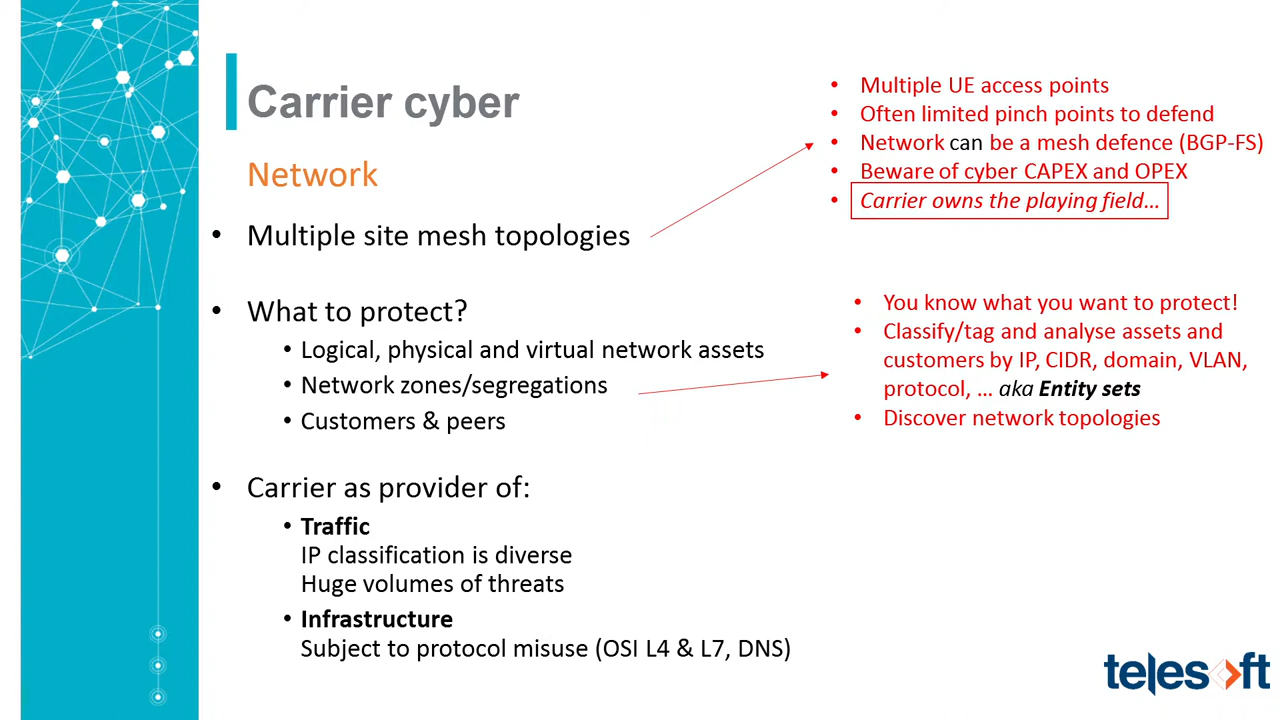 Carrier cyber
Network
• Multiple site mesh topologies
• Multiple UE access points
• Often limited pinch points to defend
• Network can be a mesh defence (BGP-FS)
• Beware of cyber CAPEX and OPEX
• Carrier owns the playing field…
• What to protect?
• Logical, physical and virtual network assets
• Network zones/segregations
• Customers & peers
• You know what you want to protect!
• Classify/tag and analyse assets and
customers by IP, CIDR, domain, VLAN,
protocol, … aka Entity sets
• Discover network topologies
• Carrier as provider of:
• Traffic
IP classification is diverse
Huge volumes of threats
• Infrastructure
Subject to protocol misuse (OSI L4 & L7, DNS)
telesoft